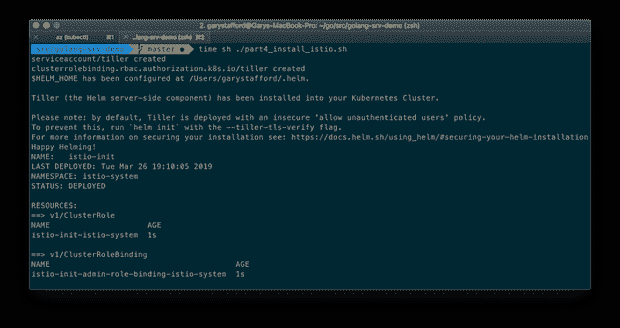 2. garystafford@Garys-MacBook-Pro: ~/go/src/golang-srv-demo (zsh)
az (kubectl) ⌘1 ..lang-srv-demo (zsh) ⌘2
src/golang-srv-demo master ● time sh ./part4_install_istio.sh
serviceaccount/tiller created
clusterrolebinding.rbac.authorization.k8s.io/tiller created
$HELM_HOME has been configured at /Users/garystafford/.helm.
Tiller (the Helm server-side component) has been installed into your Kubernetes Cluster.
Please note: by default, Tiller is deployed with an insecure 'allow unauthenticated users' policy.
To prevent this, run `helm init` with the --tiller-tls-verify flag.
For more information on securing your installation see: https://docs.helm.sh/using_helm/#securing-your-helm-installation
Happy Helming!
NAME: istio-init
LAST DEPLOYED: Tue Mar 26 19:10:05 2019
NAMESPACE: istio-system
STATUS: DEPLOYED
RESOURCES:
==> v1/ClusterRole
NAME AGE
istio-init-istio-system 1s
==> v1/ClusterRoleBinding
NAME AGE
istio-init-admin-role-binding-istio-system 1s